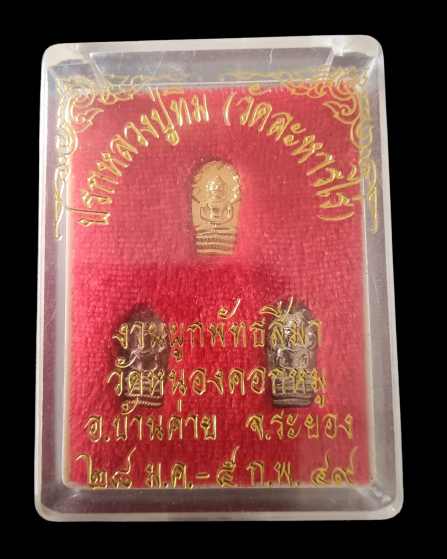 ปรกหลวงปู่ทิม (วัดละหารไร่)
งานผูกพัทธสีมา
วัดหนองคอกหมู
อ.บ้านค่าย จ.ระยอง
๒๘ ม.ค.-๕ ก.พ. ๔๙